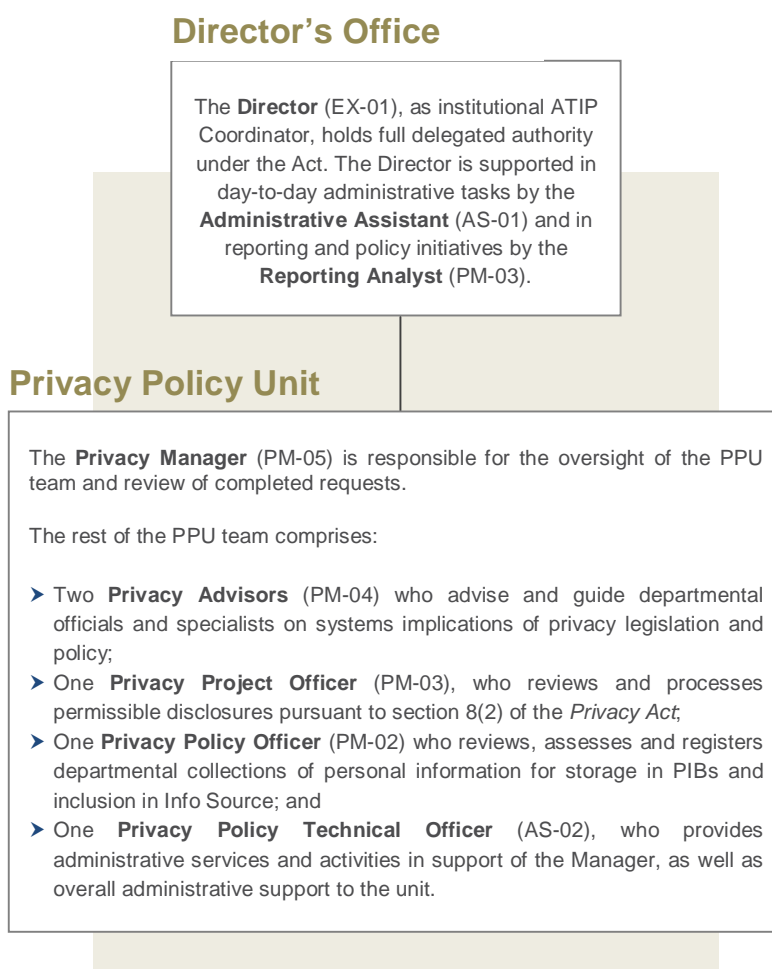 Director’s Office
The Director (EX-01), as institutional ATIP
Coordinator, holds full delegated authority
under the Act. The Director is supported in
day-to-day administrative tasks by the
Administrative Assistant (AS-01) and in
reporting and policy initiatives by the
Reporting Analyst (PM-03).
Privacy Policy Unit
The Privacy Manager (PM-05) is responsible for the oversight of the PPU
team and review of completed requests.
The rest of the PPU team comprises:
➤ Two Privacy Advisors (PM-04) who advise and guide departmental
officials and specialists on systems implications of privacy legislation and
policy;
➤ One Privacy Project Officer (PM-03), who reviews and processes
permissible disclosures pursuant to section 8(2) of the Privacy Act;
➤ One Privacy Policy Officer (PM-02) who reviews, assesses and registers
departmental collections of personal information for storage in PIBs and
inclusion in Info Source; and
➤ One Privacy Policy Technical Officer (AS-02), who provides
administrative services and activities in support of the Manager, as well as
overall administrative support to the unit.